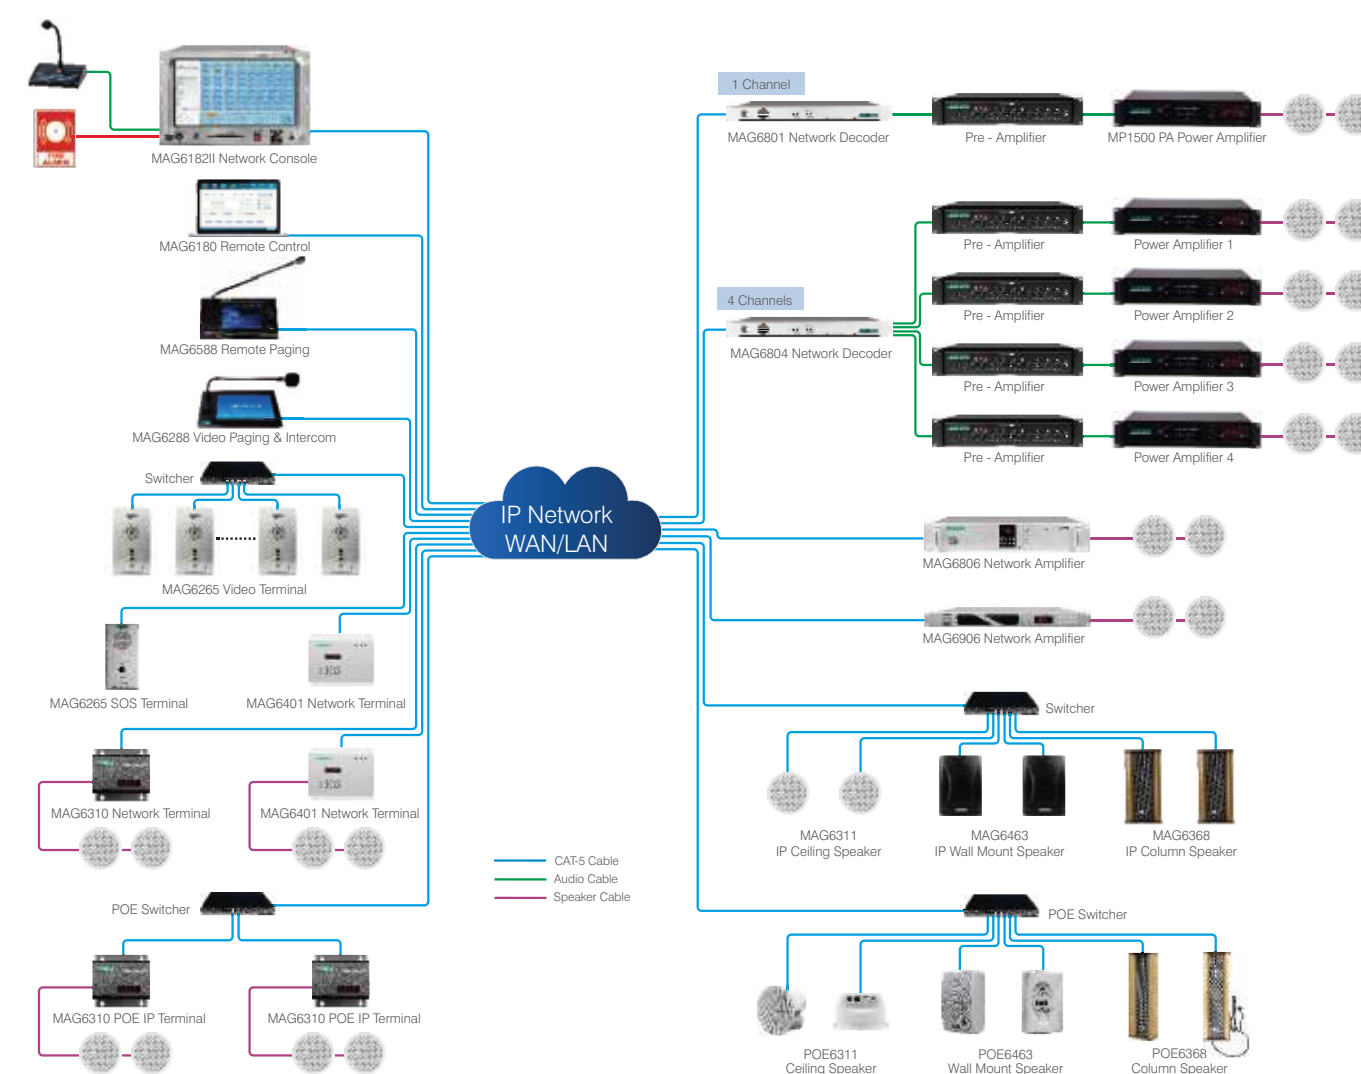 FIRE
ALARM
MAG6182II Network Console
MAG6180 Remote Control
MAG6588 Remote Paging
MAG6288 Video Paging & Intercom
Switcher
MAG6265 Video Terminal
MAG6265 SOS Terminal
MAG6401 Network Terminal
MAG6310 Network Terminal
MAG6401 Network Terminal
POE Switcher
MAG6310 POE IP Terminal
MAG6310 POE IP Terminal
IP Network
WAN/LAN
CAT-5 Cable
Audio Cable
Speaker Cable
1 Channel
MAG6801 Network Decoder
Pre - Amplifier
MP1500 PA Power Amplifier
Pre - Amplifier
Power Amplifier 1
4 Channels
MAG6804 Network Decoder
Pre - Amplifier
Power Amplifier 2
Pre - Amplifier
Power Amplifier 3
Pre - Amplifier
Power Amplifier 4
MAG6806 Network Amplifier
MAG6906 Network Amplifier
Switcher
MAG6311
IP Ceiling Speaker
MAG6463
IP Wall Mount Speaker
MAG6368
IP Column Speaker
POE Switcher
POE6311
Ceiling Speaker
POE6463
Wall Mount Speaker
POE6368
Column Speaker